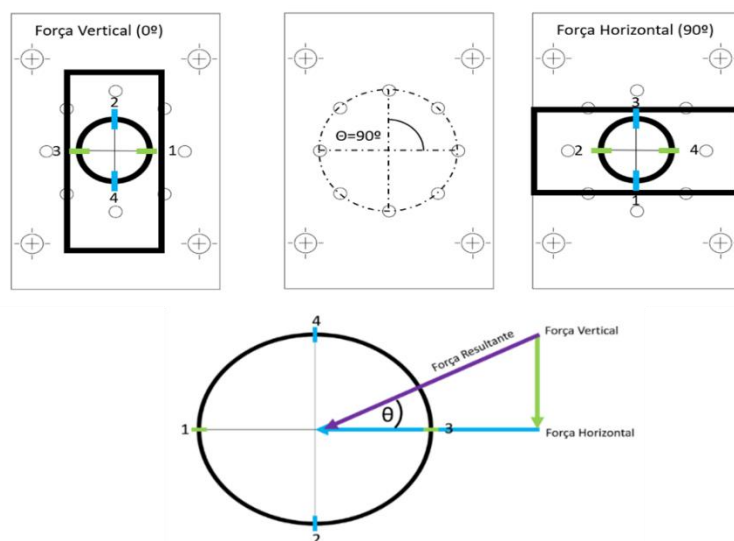 Força Vertical (0º)
2
3
1
4
Θ=90º
Força Horizontal (90º)
3
2
4
1
4
Força Resultante
Força Vertical
θ
1
3
Força Horizontal
2